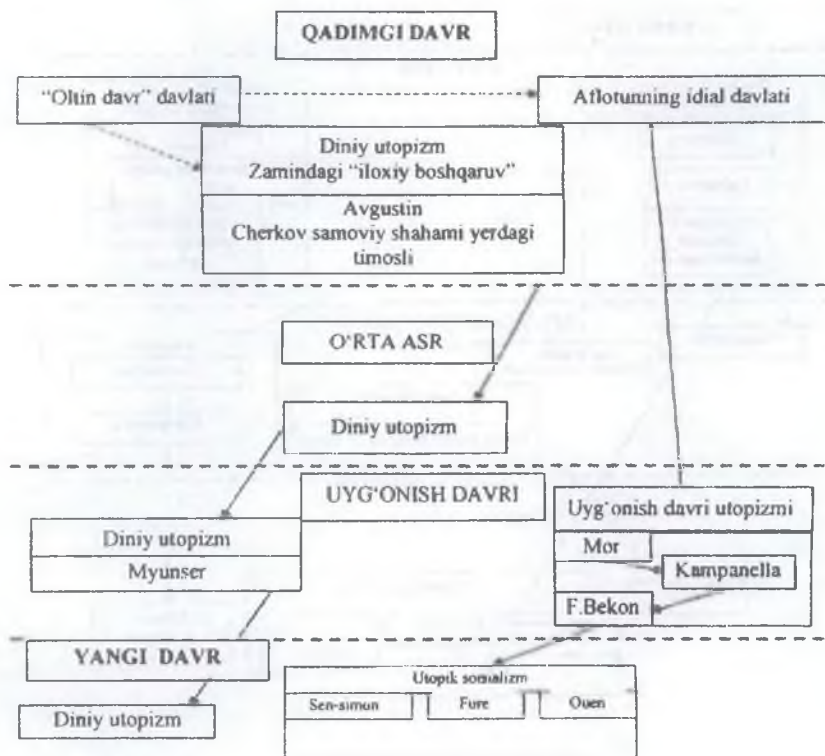 QADIMGI DAVR
“Oltin davr” davlati
Aflotunning idial davlati
Diniy utopizm
Zamindagi “iloxiy boshqaruv”
Avgustin
Cherkov samoviy shahami yerdagi
timosli
O‘RTA ASR
Diniy utopizm
UYG‘ONISH DAVRI
Uyg‘onish davri utopizmi
Diniy utopizm
Myunser
Mor
Kampanella
F.Bekon
YANGI DAVR
Utopik sosializm
Sen-simun
Fure
Ouen
Diniy utopizm